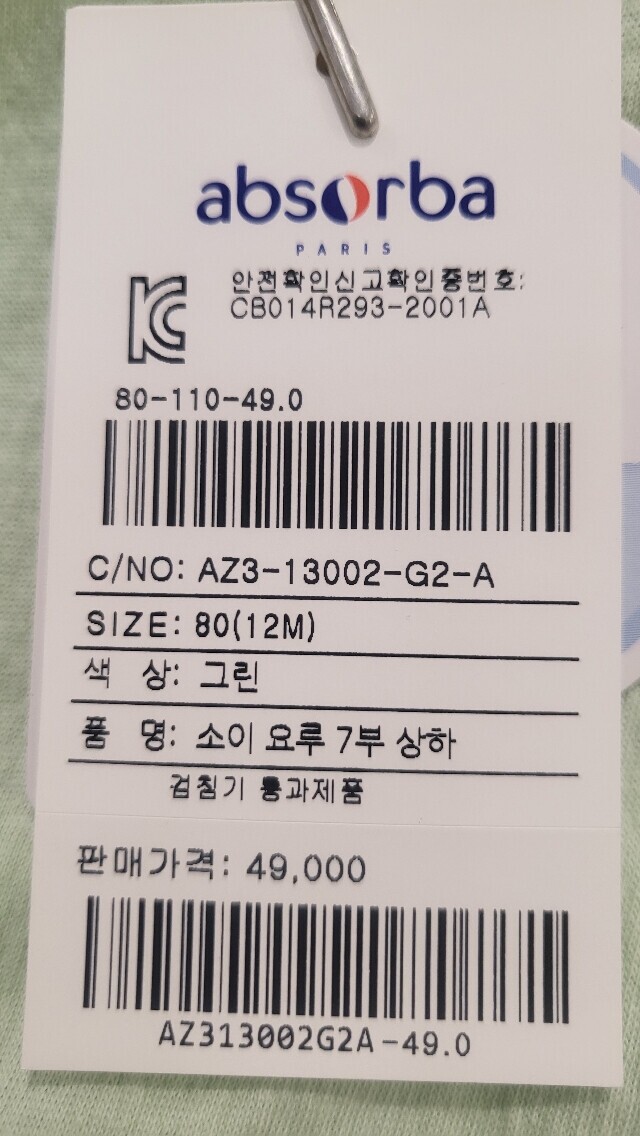 absorba
PARIS
안전확인신고확인증번호:
CB014R293-2001A
80-110-49.0
C/NO: AZ3-13002-G2-A
SIZE: 80(12M)
색 상: 그린
품 명: 소이 요루 7부 상하
검침기 통과제품
판매가격: 49,000
AZ313002G2A-49.0